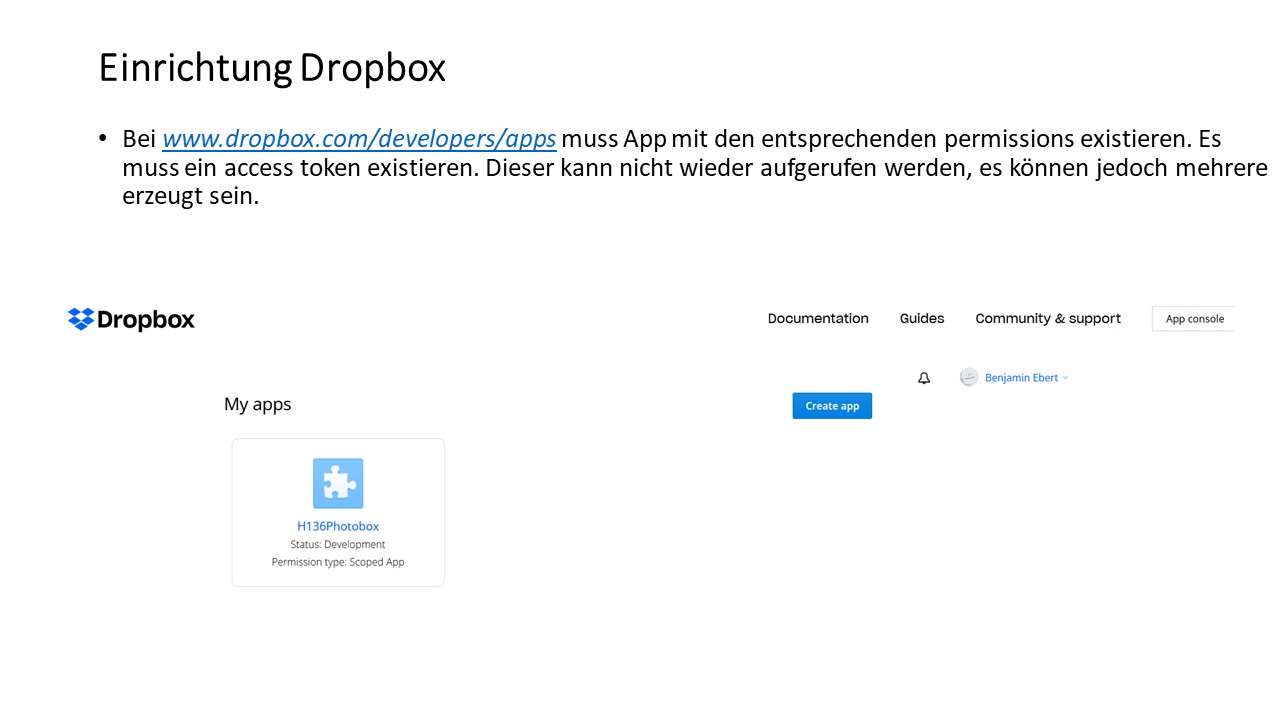 Einrichtung Dropbox
• Bei www.dropbox.com/developers/apps muss App mit den entsprechenden permissions existieren. Es
muss ein access token existieren. Dieser kann nicht wieder aufgerufen werden, es können jedoch mehrere
erzeugt sein.
Dropbox
Documentation Guides Community & support App console
Benjamin Ebert
My apps
Create app
H136Photobox
Status: Development
Permission type: Scoped App